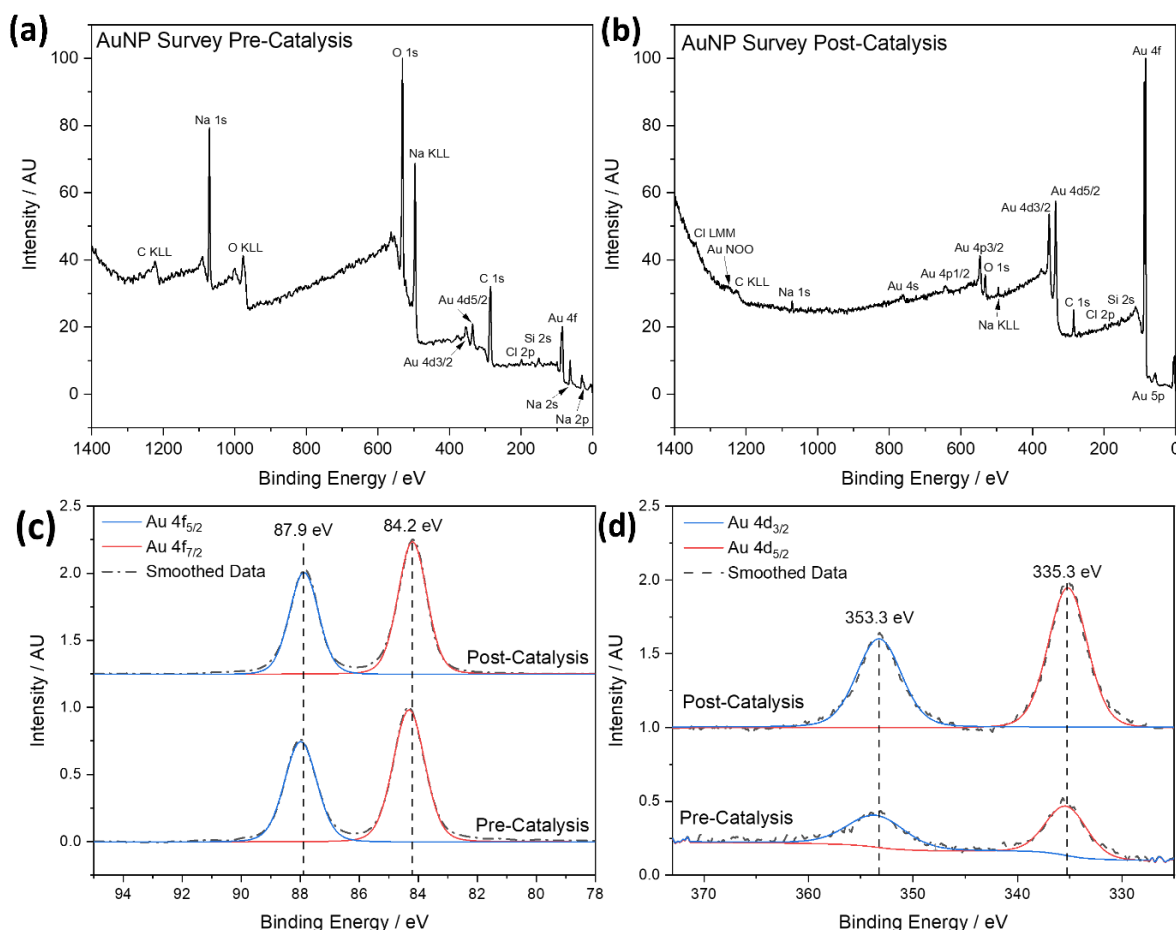 (a)
AuNP Survey Pre-Catalysis
O 1s
Na 1s
Na KLL
C KLL
O KLL
C 1s
Au 4d5/2
Au 4f
Au 4d3/2
Si 2s
Cl 2p
Na 2s
Na 2p
100
80
60
40
20
0
Intensity / AU
1400 1200 1000 800 600 400 200 0
Binding Energy / eV
(b)
AuNP Survey Post-Catalysis
Au 4f
Au 4d5/2
Au 4d3/2
Cl LMM
Au NOO
C KLL
Au 4p3/2
Au 4p1/2
O 1s
Na 1s
Au 4s
Na KLL
C 1s
Si 2s
Cl 2p
Au 5p
100
80
60
40
20
0
Intensity / AU
1400 1200 1000 800 600 400 200 0
Binding Energy / eV
(c)
Au 4f5/2
Au 4f7/2
Smoothed Data
87.9 eV
84.2 eV
Post-Catalysis
Pre-Catalysis
2.5
2.0
1.5
1.0
0.5
0.0
Intensity / AU
94 92 90 88 86 84 82 80 78
Binding Energy / eV
(d)
Au 4d3/2
Au 4d5/2
Smoothed Data
335.3 eV
353.3 eV
Post-Catalysis
Pre-Catalysis
2.5
2.0
1.5
1.0
0.5
0.0
Intensity / AU
370 360 350 340 330
Binding Energy / eV